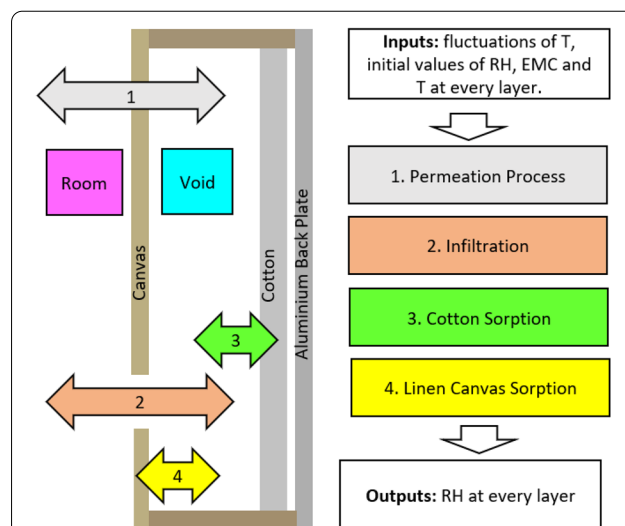 1
Room
Void
Canvas
Cotton
Aluminium Back Plate
3
2
4
Inputs: fluctuations of T,
initial values of RH, EMC and
T at every layer.
1. Permeation Process
2. Infiltration
3. Cotton Sorption
4. Linen Canvas Sorption
Outputs: RH at every layer